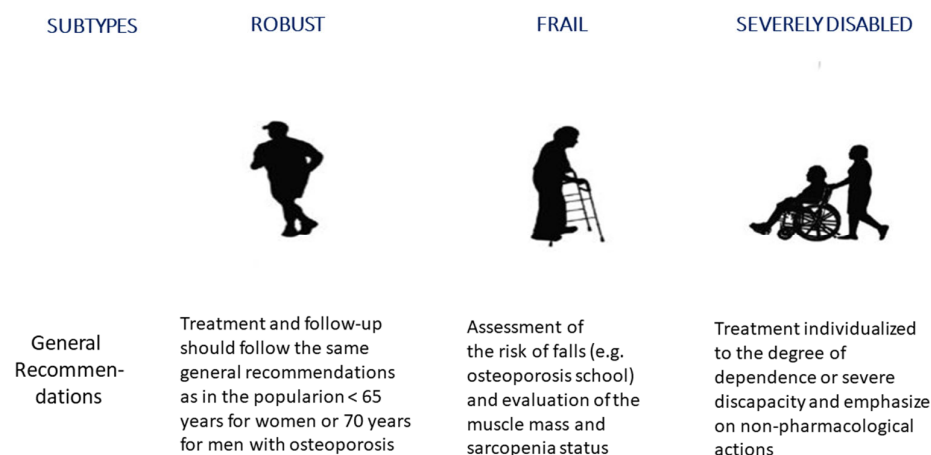 SUBTYPES ROBUST FRAIL SEVERELY DISABLED
General
Recommen-
dations
Treatment and follow-up
should follow the same
general recommendations
as in the popularion < 65
years for women or 70 years
for men with osteoporosis
Assessment of
the risk of falls (e.g.
osteoporosis school)
and evaluation of the
muscle mass and
sarcopenia status
Treatment individualized
to the degree of
dependence or severe
discapacity and emphasize
on non-pharmacological
actions